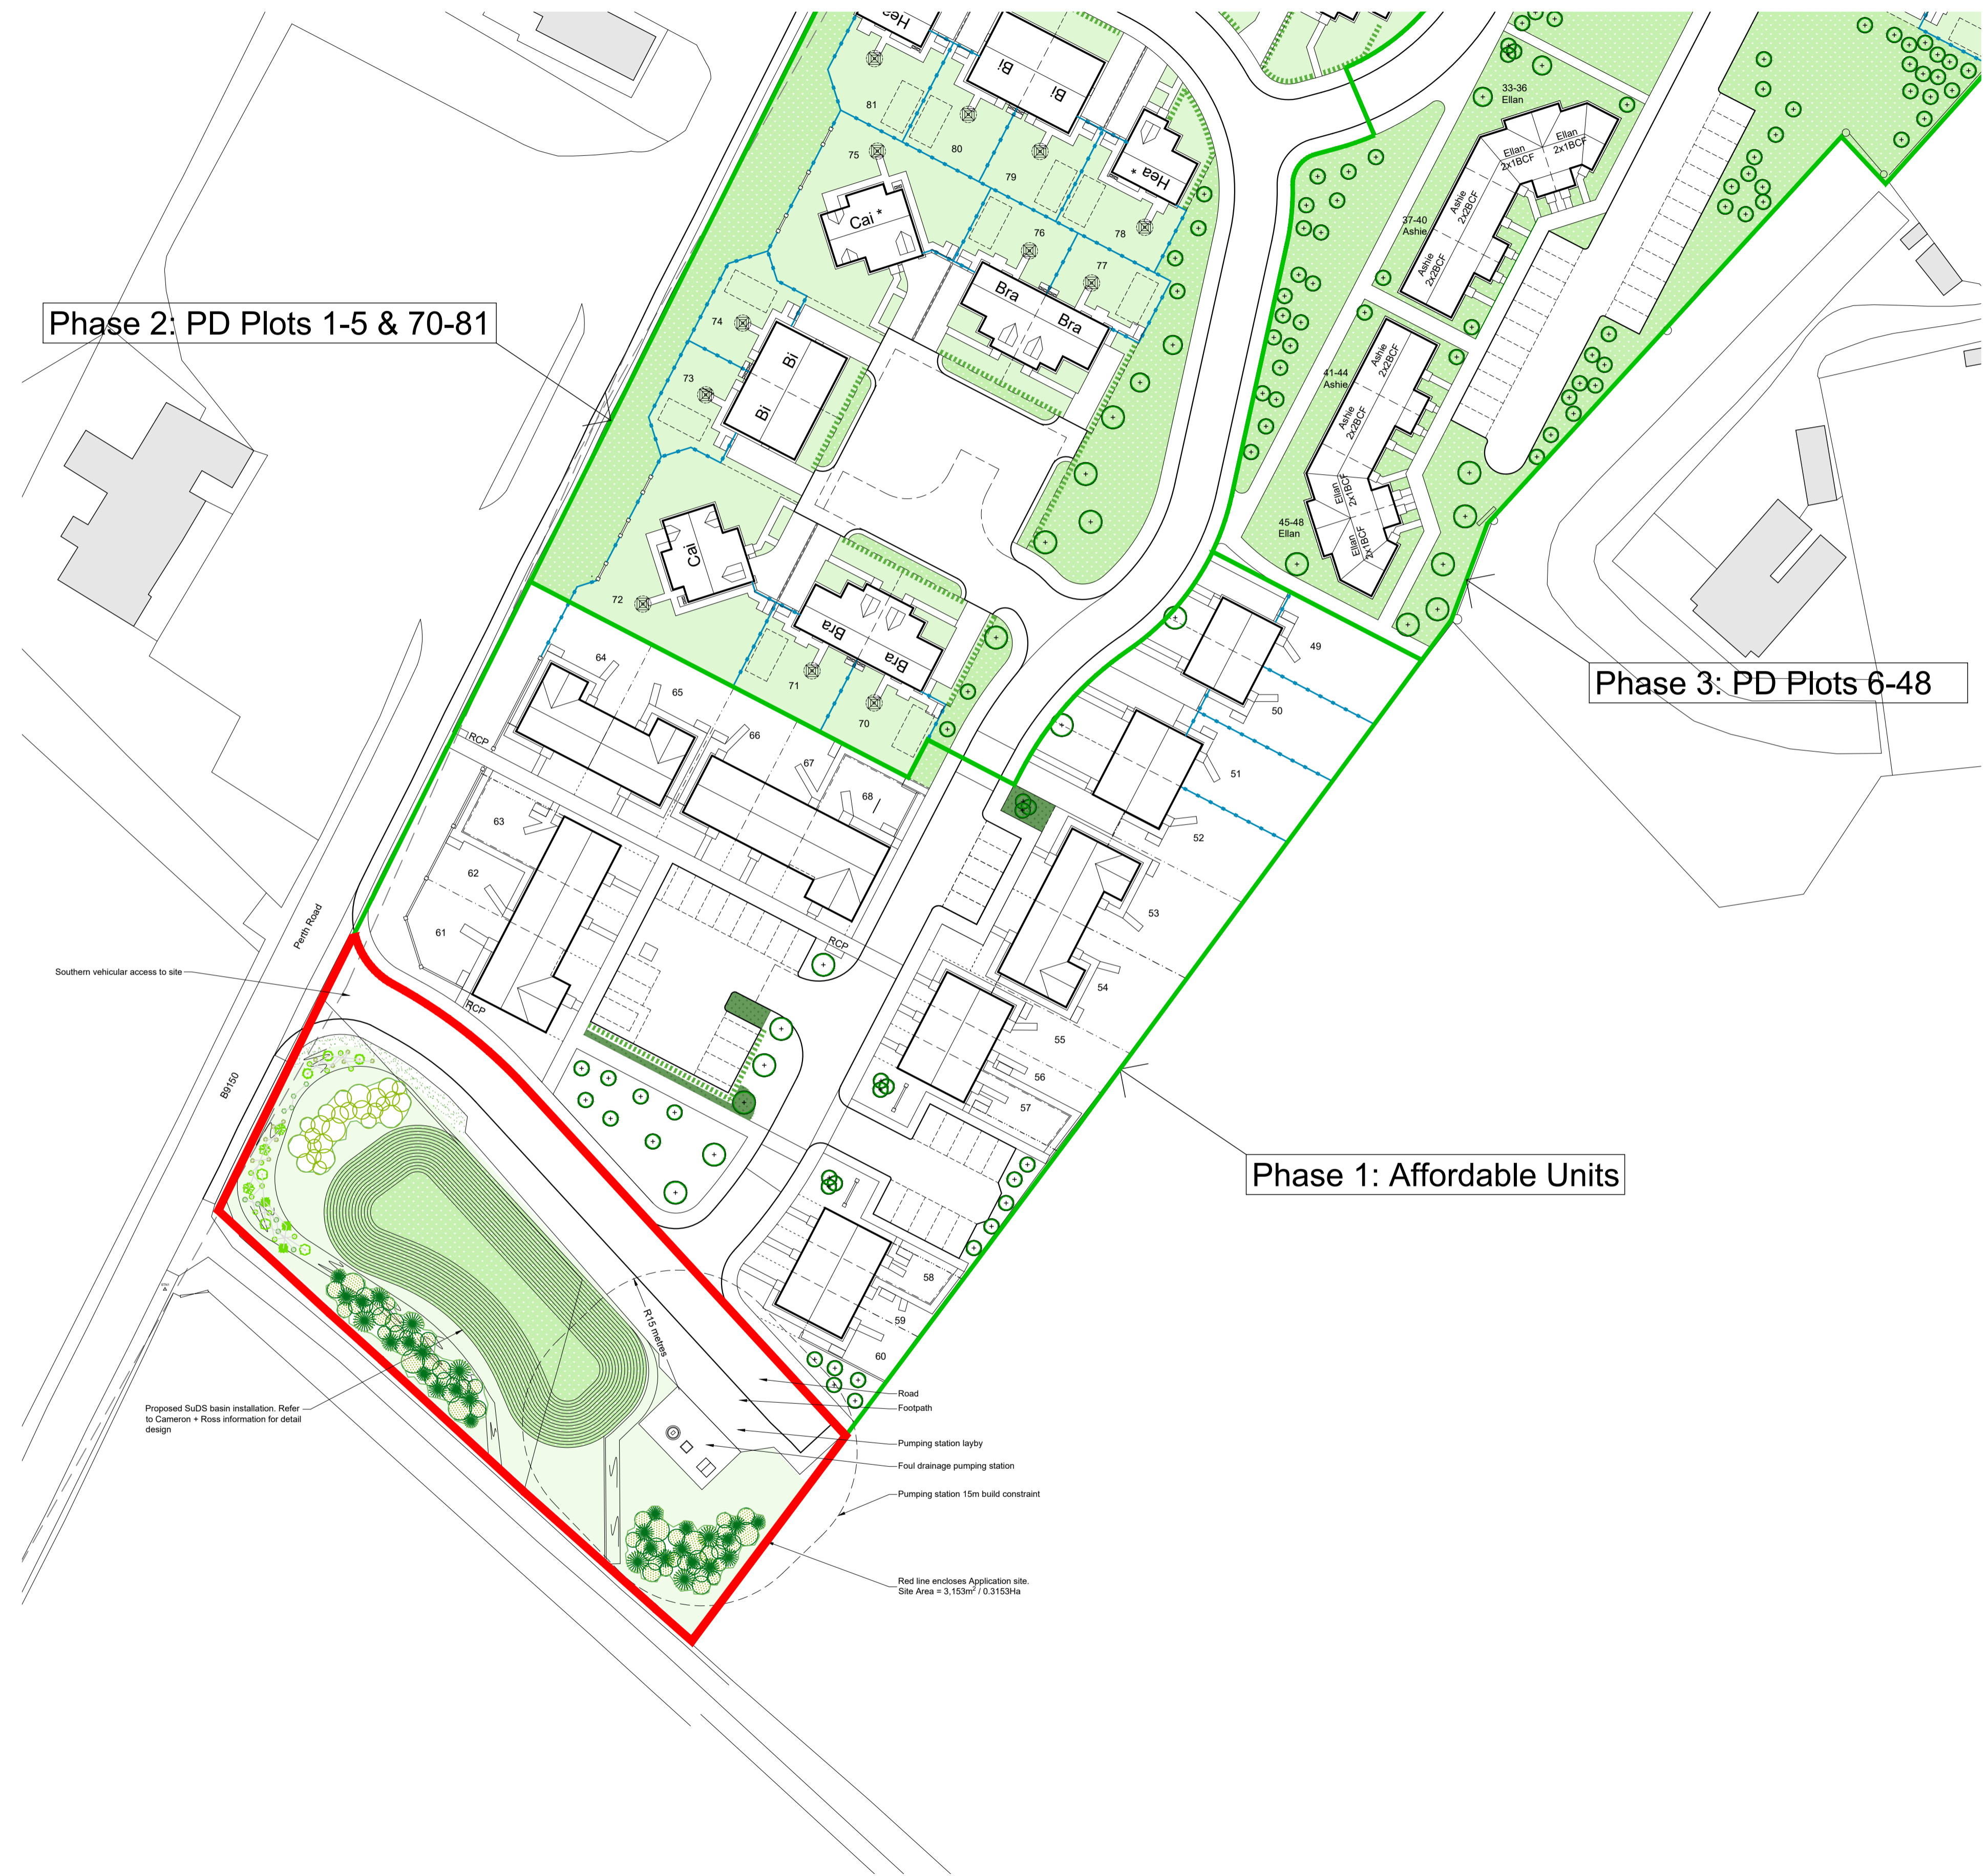 Hea
Bi
Bi
81
80
75
79
Hea *
Cai *
76
78
77
33-36
Ellan
Ellan
2x1BCF
Ellan
2x1BCF
Ashie
2x2BCF
37-40
Ashie
Ashie
2x2BCF
Phase 2: PD Plots 1-5 & 70-81
74
Bra
Bra
Bi
73
Bi
Ashie
2x2BCF
41-44
Ashie
Ashie
2x2BCF
Ellan
2x1BCF
45-48
Ellan
Ellan
2x1BCF
Cai
72
Bra
Bra
71
70
64
65
66
67
68
RCP
49
50
51
52
Phase 3: PD Plots 6-48
63
62
61
53
54
Perth Road
RCP
Southern vehicular access to site
RCP
55
56
57
B9150
Phase 1: Affordable Units
58
59
60
R15 metres
Road
Footpath
Proposed SuDS basin installation. Refer
to Cameron + Ross information for detail
design
Pumping station layby
Foul drainage pumping station
Pumping station 15m build constraint
Red line encloses Application site.
Site Area = 3,153m² / 0.3153Ha